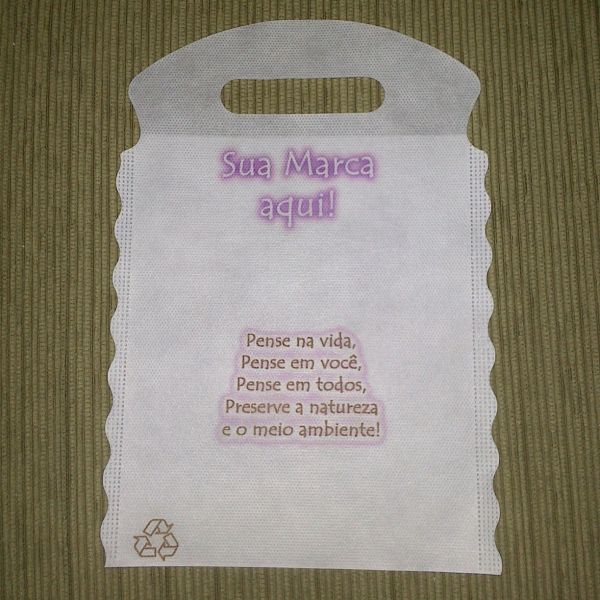 Sua Marca
aqui!
Pense na vida,
Pense em você,
Pense em todos,
Preserve a natureza
e o meio ambiente!